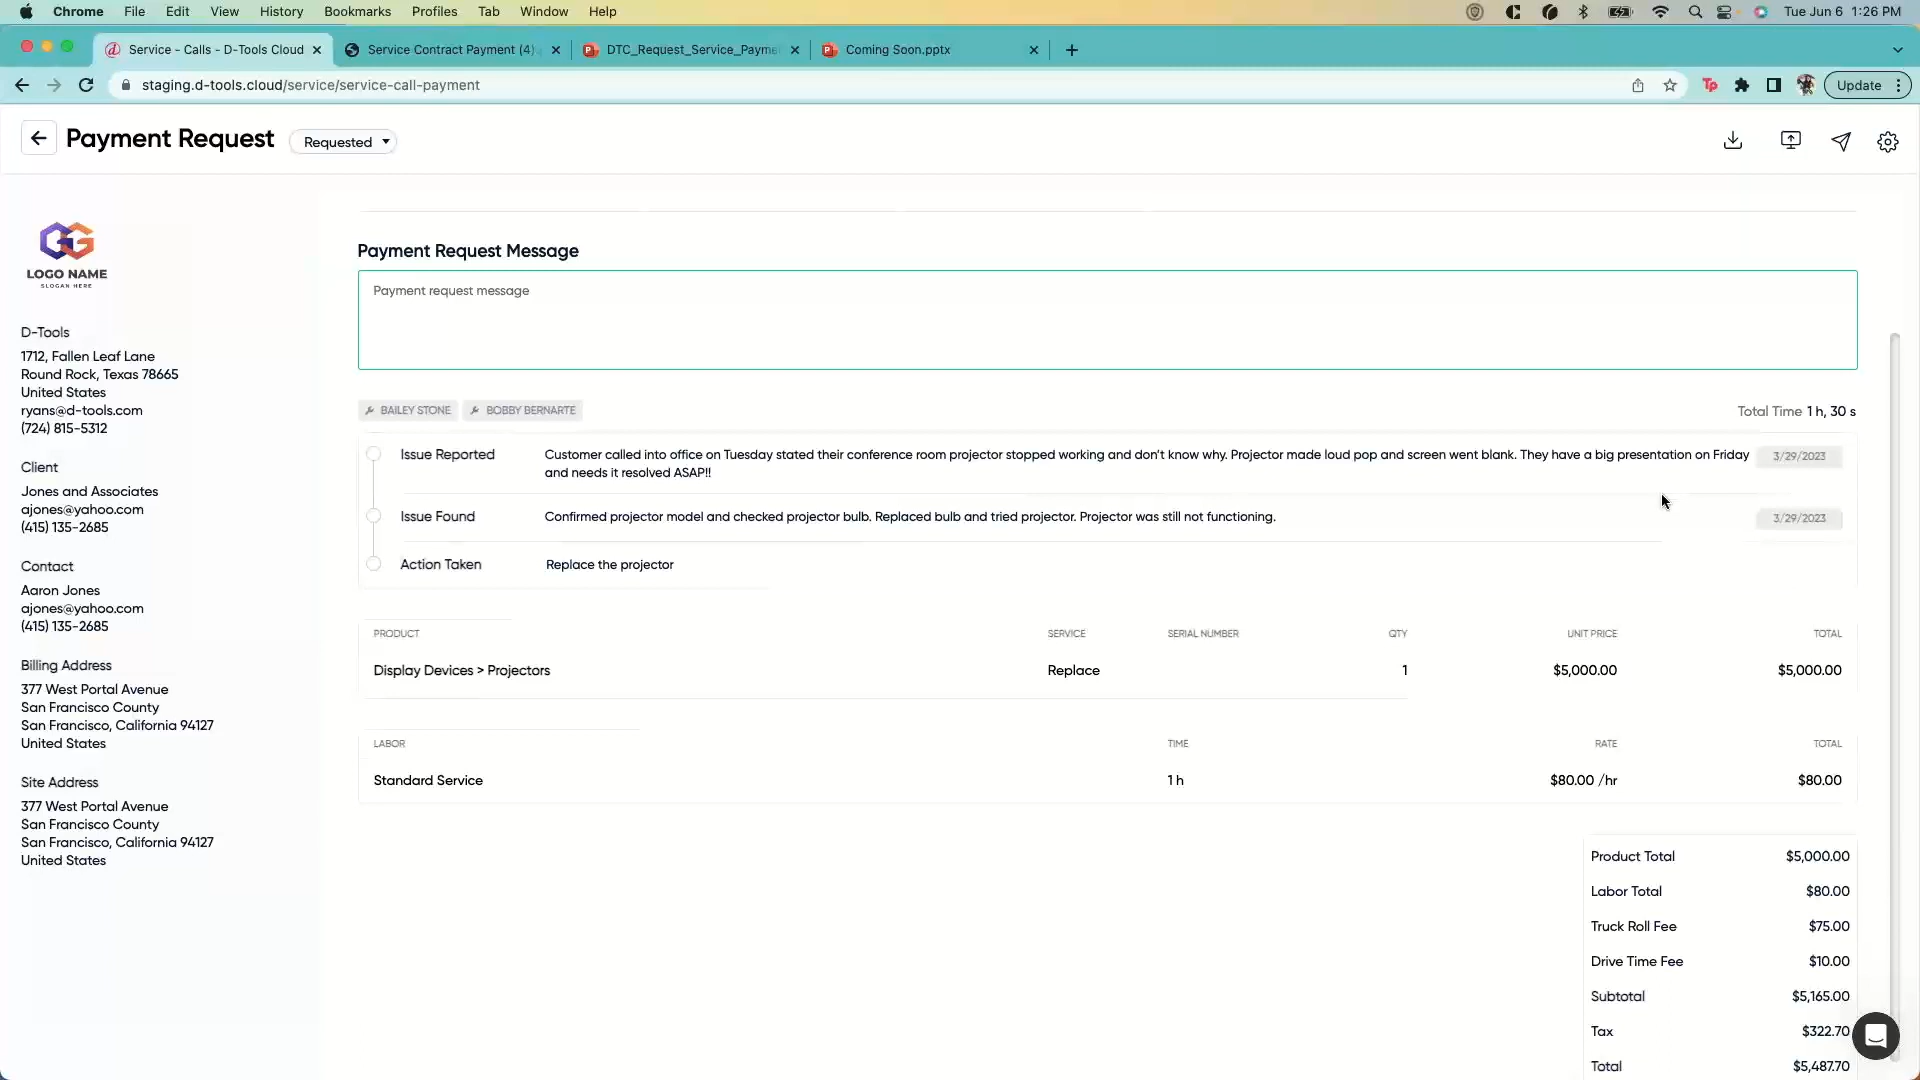 Chrome File Edit View History Bookmarks Profiles Tab Window Help Tue Jun 6 1:26 PM
Service - Calls - D-Tools Cloud Service Contract Payment (4) DTC_Request_Service_Payme Coming Soon.pptx
staging.d-tools.cloud/service/service-call-payment Update
Payment Request Requested
LOGO NAME
SLOGAN HERE
D-Tools
1712, Fallen Leaf Lane
Round Rock, Texas 78665
United States
ryans@d-tools.com
(724) 815-5312
Client
Jones and Associates
ajones@yahoo.com
(415) 135-2685
Contact
Aaron Jones
ajones@yahoo.com
(415) 135-2685
Billing Address
377 West Portal Avenue
San Francisco County
San Francisco, California 94127
United States
Site Address
377 West Portal Avenue
San Francisco County
San Francisco, California 94127
United States
Payment Request Message
Payment request message
BAILEY STONE BOBBY BERNARTE Total Time 1 h, 30 s
Issue Reported Customer called into office on Tuesday stated their conference room projector stopped working and don't know why. Projector made loud pop and screen went blank. They have a big presentation on Friday 3/29/2023
and needs it resolved ASAP!!
Issue Found Confirmed projector model and checked projector bulb. Replaced bulb and tried projector. Projector was still not functioning. 3/29/2023
Action Taken Replace the projector
PRODUCT SERVICE SERIAL NUMBER QTY UNIT PRICE TOTAL
Display Devices > Projectors Replace 1 $5,000.00 $5,000.00
LABOR TIME RATE TOTAL
Standard Service 1 h $80.00 /hr $80.00
Product Total $5,000.00
Labor Total $80.00
Truck Roll Fee $75.00
Drive Time Fee $10.00
Subtotal $5,165.00
Tax $322.70
Total $5,487.70